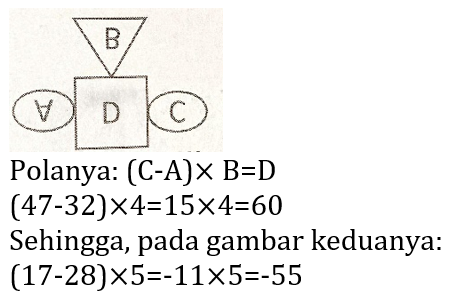 B
A D C
Polanya: (C-A)× B=D
(47-32)×4=15×4=60
Sehingga, pada gambar keduanya:
(17-28)×5=-11×5=-55